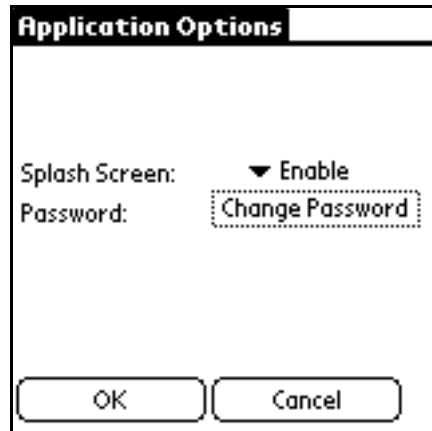 Application Options
Splash Screen: Enable
Password: Change Password
OK Cancel